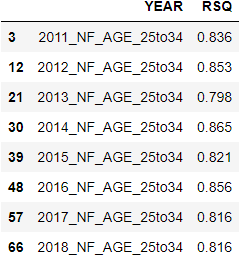 YEAR RSQ
3 2011_NF_AGE_25to34 0.836
12 2012_NF_AGE_25to34 0.853
21 2013_NF_AGE_25to34 0.798
30 2014_NF_AGE_25to34 0.865
39 2015_NF_AGE_25to34 0.821
48 2016_NF_AGE_25to34 0.856
57 2017_NF_AGE_25to34 0.816
66 2018_NF_AGE_25to34 0.816